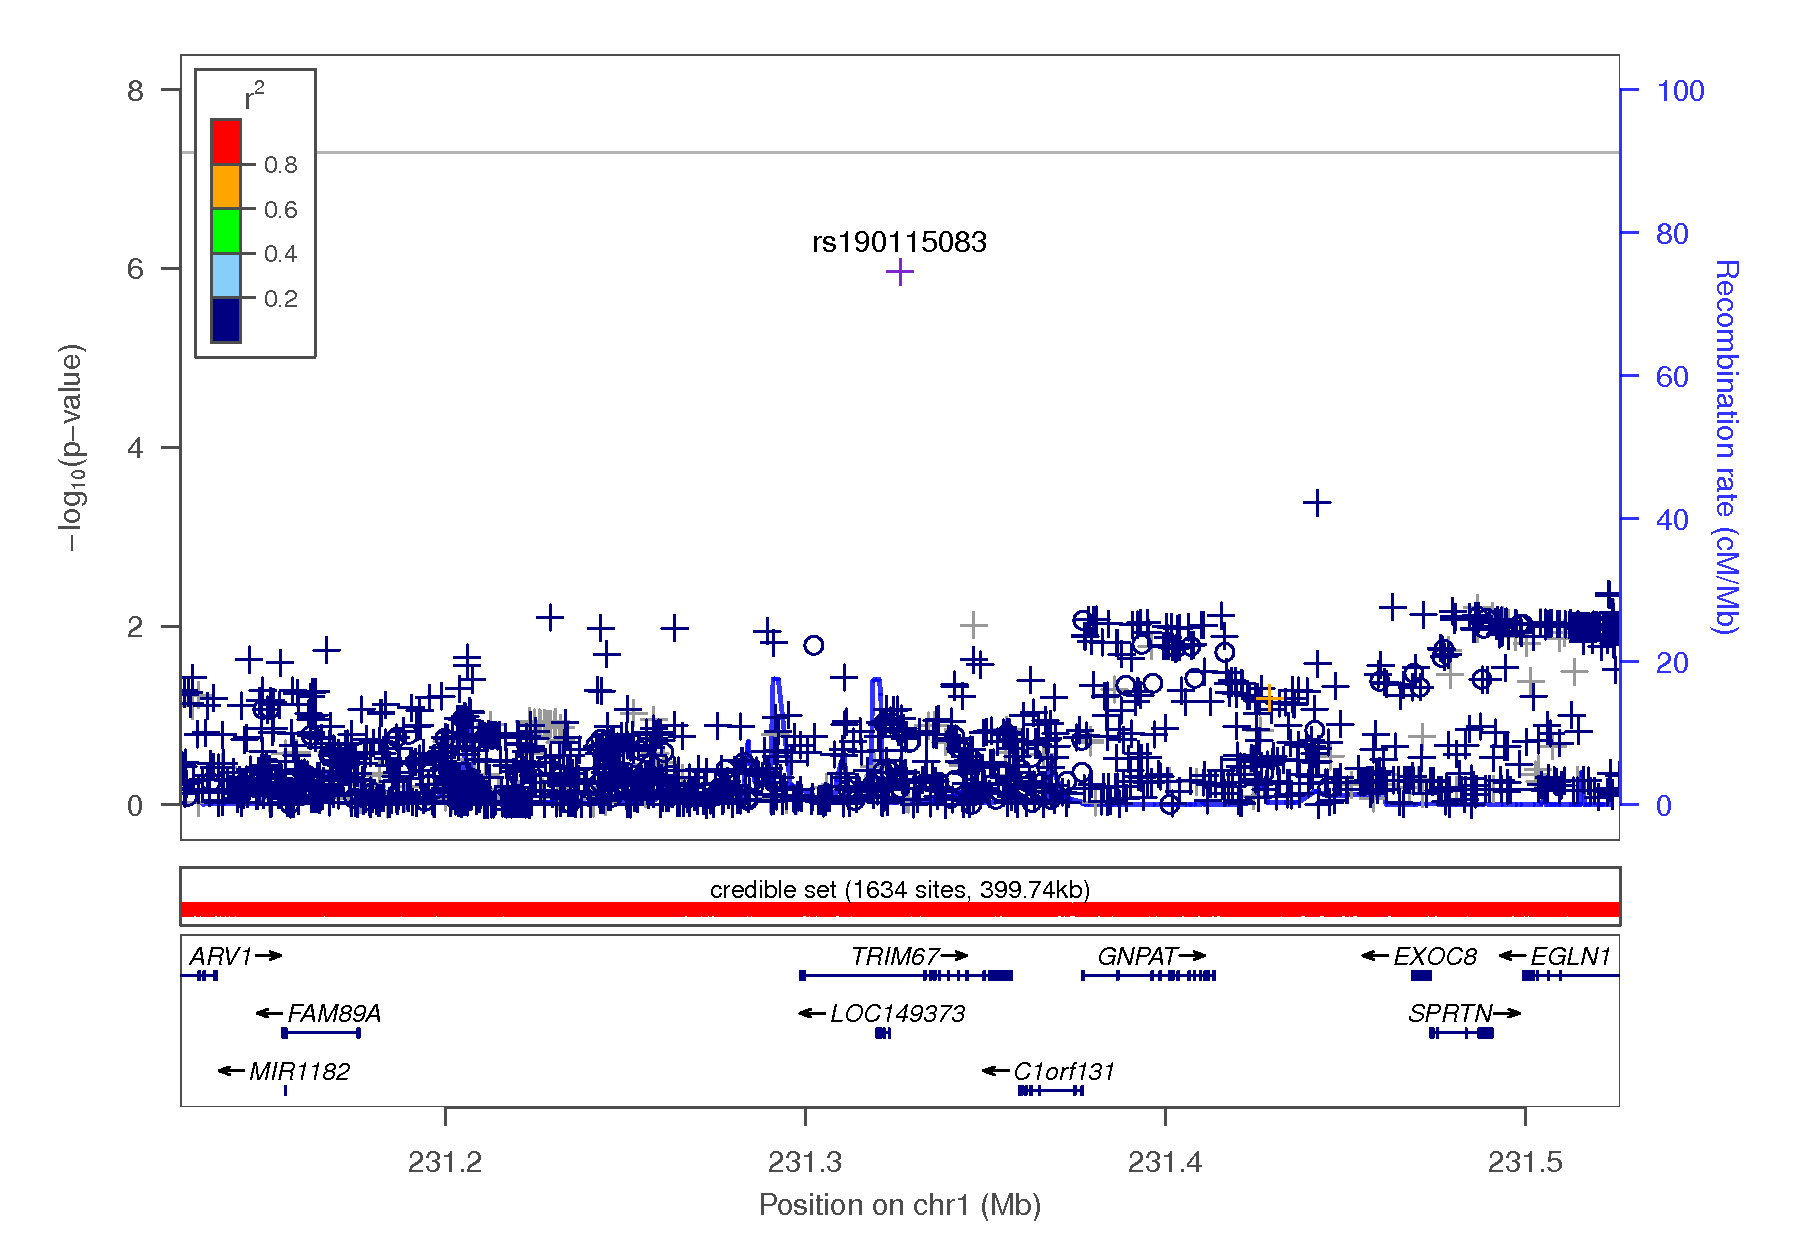 8
6
4
2
0
−log10(p−value)
r2
0.8
0.6
0.4
0.2
rs190115083
100
80
60
40
20
0
Recombination rate (cM/Mb)
credible set (1634 sites, 399.74kb)
ARV1
TRIM67
GNPAT
EXOC8
EGLN1
FAM89A
LOC149373
SPRTN
MIR1182
C1orf131
231.2
231.3
231.4
231.5
Position on chr1 (Mb)